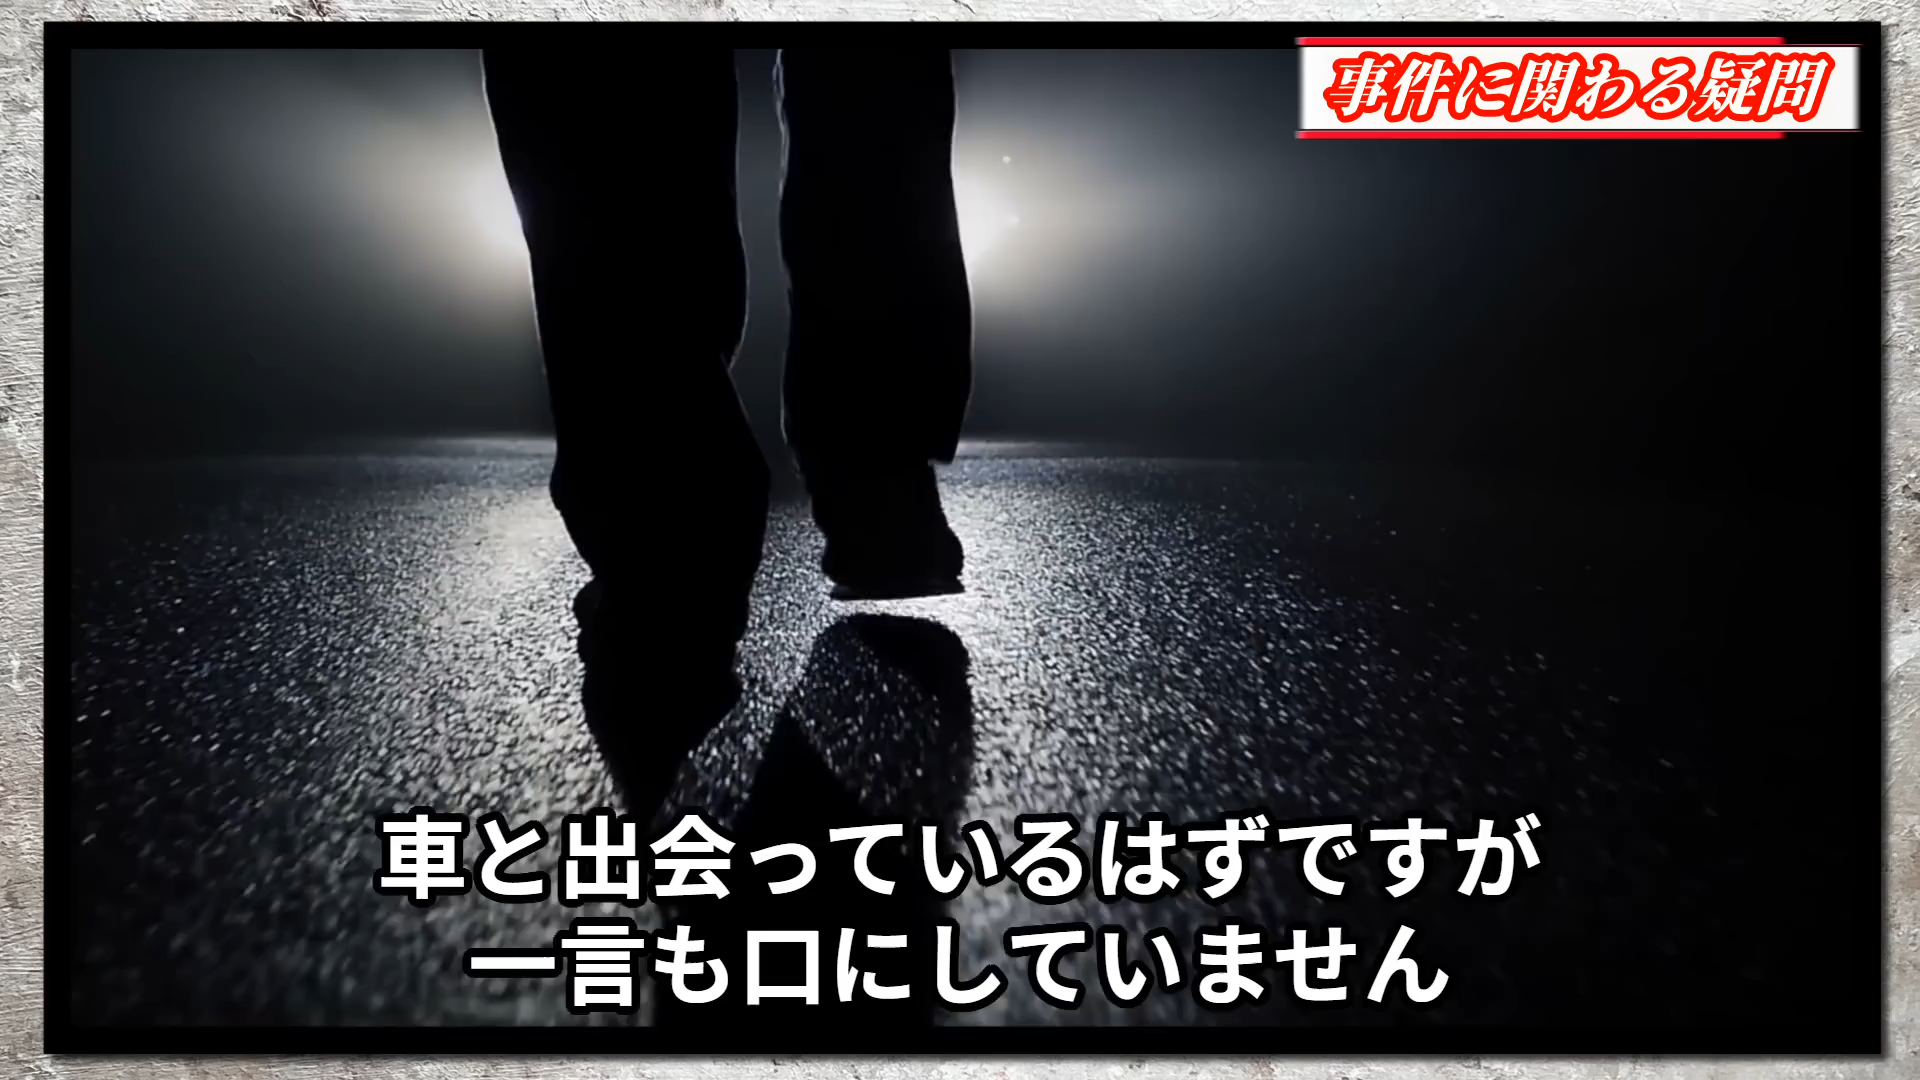 事件に関わる疑問
車と出会っているはずですが
一言も口にしていません